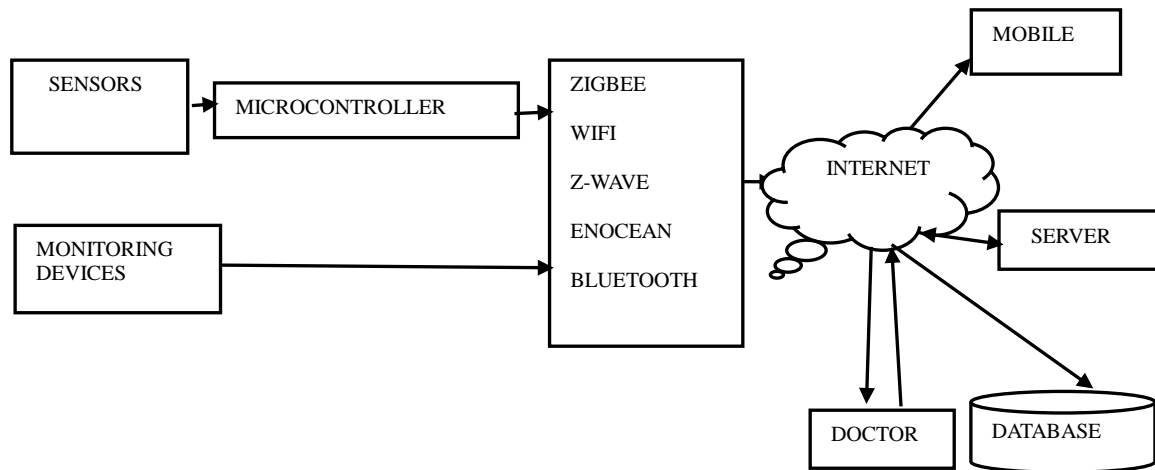 MOBILE
SENSORS
MICROCONTROLLER
ZIGBEE
WIFI
Z-WAVE
ENOCEAN
BLUETOOTH
INTERNET
MONITORING
DEVICES
SERVER
DOCTOR
DATABASE